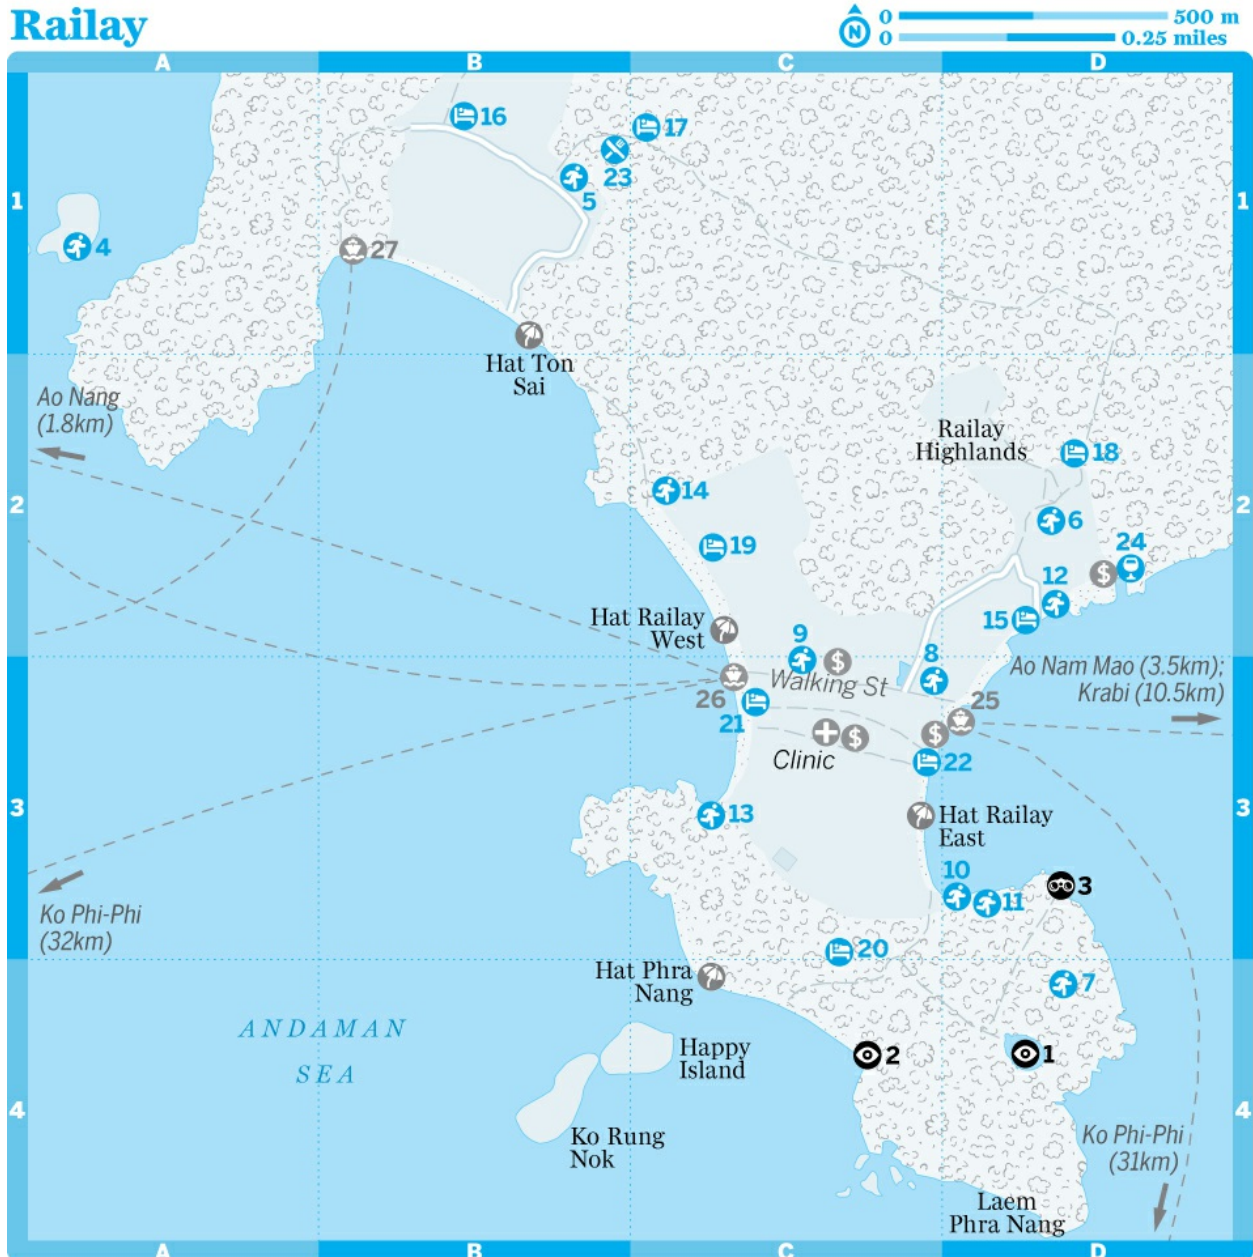 Railay
N
0 500 m
0 0.25 miles
A B C D
1 1
16
17
23
5
4
27
Hat Ton
Sai
Ao Nang
(1.8km)
Railay
Highlands
18
2 2
14
6
19
24
12
Hat Railay
West
15
9
8
Ao Nam Mao (3.5km);
Krabi (10.5km)
Walking St
26
25
21
$
$
$
$
Clinic
22
3 3
13
Hat Railay
East
10
11
3
Ko Phi-Phi
(32km)
20
Hat Phra
Nang
7
ANDAMAN
SEA
Happy
Island
2
1
4 4
Ko Rung
Nok
Ko Phi-Phi
(31km)
Laem
Phra Nang
A B C D